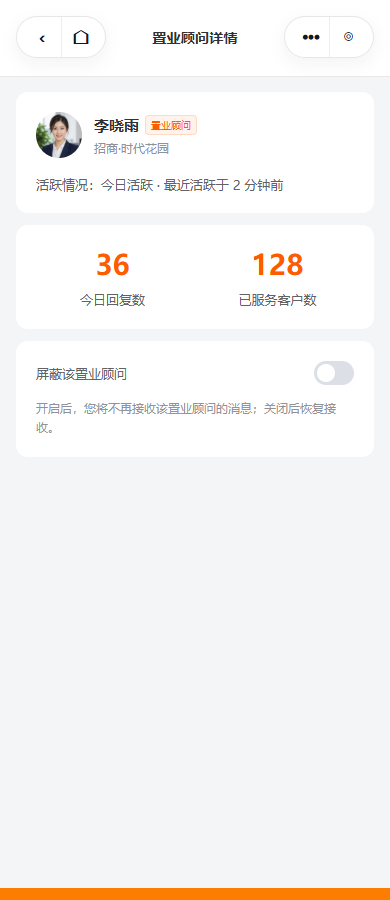 置业顾问详情
李晓雨 置业顾问
招商·时代花园
活跃情况：今日活跃 · 最近活跃于 2 分钟前
36 128
今日回复数 已服务客户数
屏蔽该置业顾问
开启后，您将不再接收该置业顾问的消息；关闭后恢复接
收。